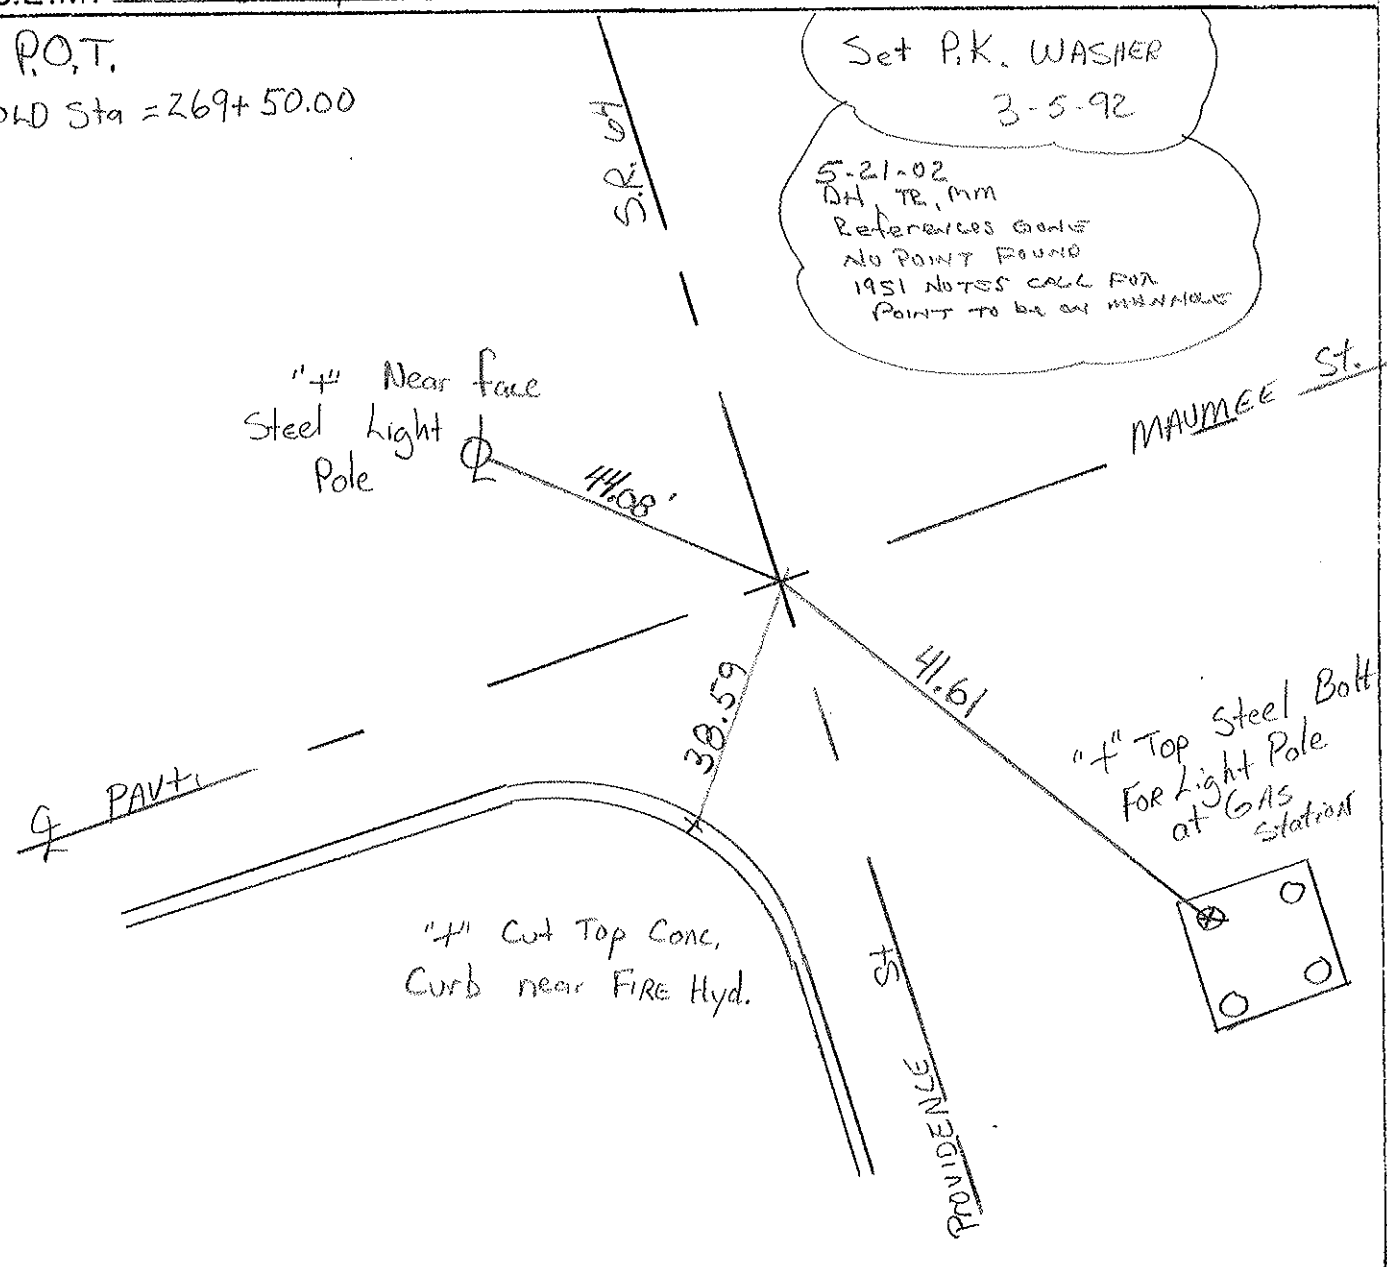 P.O.T.
OLD Sta = 269+50.00
S.R. 64
Set P.K. WASHER
3-5-92
5-21-02
DH, TR, MM
References GONE
NO POINT FOUND
1951 NOTES CALL FOR
POINT TO be ON MANHOLE
"+" Near face
Steel Light
Pole
44.08'
MAUMEE St.
38.59
41.61
"+" Top Steel Bolt
FOR Light Pole
at GAS
Station
℄ PAVT.
"+" Cut Top Conc.
Curb near FIRE Hyd.
PROVIDENCE St